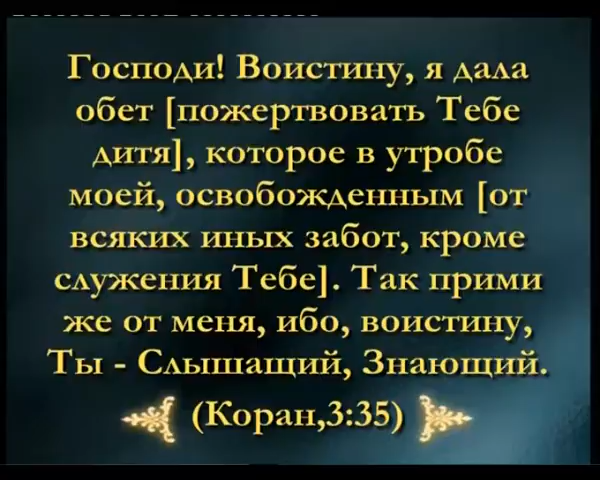 Господи! Воистину, я дала
обет [пожертвовать Тебе
дитя], которое в утробе
моей, освобожденным [от
всяких иных забот, кроме
служения Тебе]. Так прими
же от меня, ибо, воистину,
Ты - Слышащий, Знающий.
(Коран,3:35)